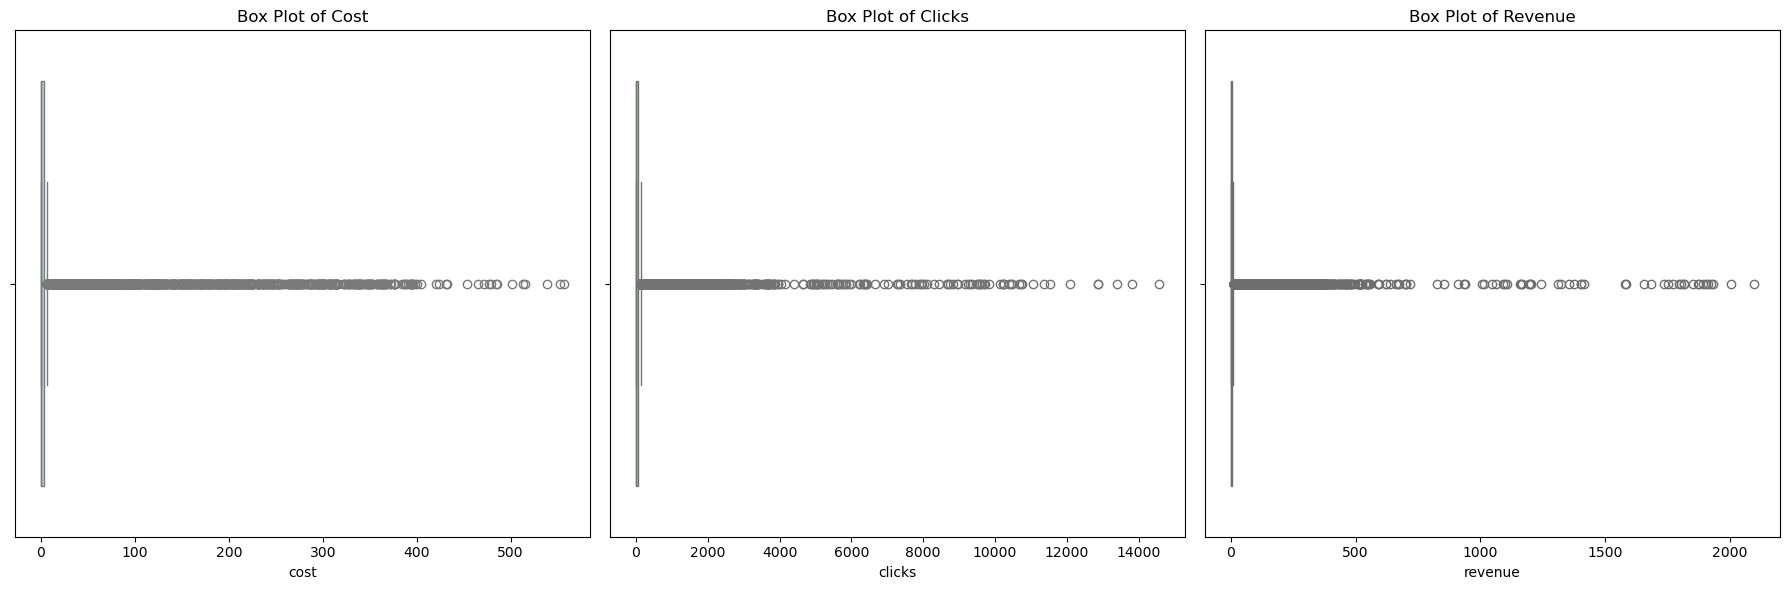 Box Plot of Cost
Box Plot of Clicks
Box Plot of Revenue
0 100 200 300 400 500
0 2000 4000 6000 8000 10000 12000 14000
0 500 1000 1500 2000
cost
clicks
revenue